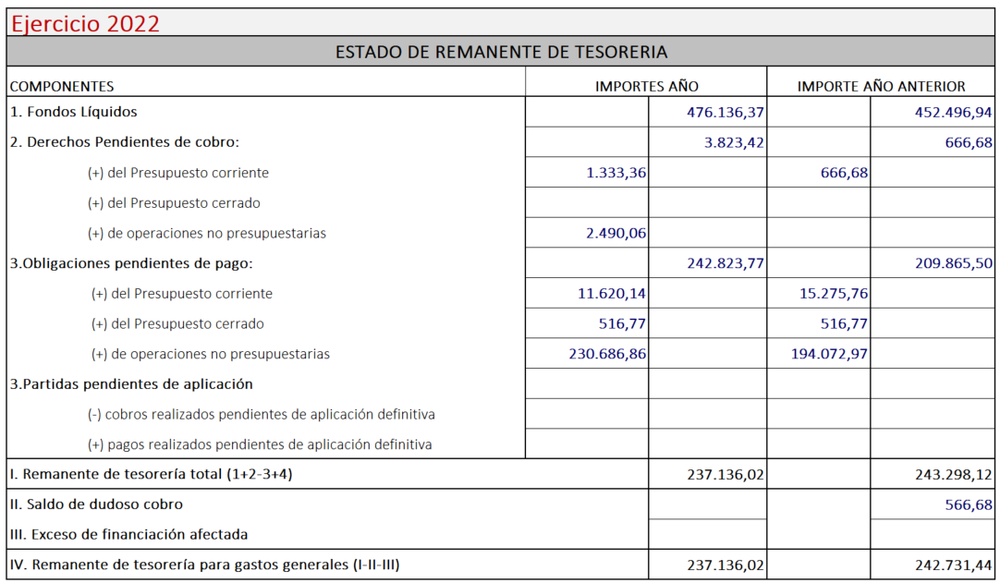 Ejercicio 2022
ESTADO DE REMANENTE DE TESORERIA
COMPONENTES IMPORTES AÑO IMPORTE AÑO ANTERIOR
1. Fondos Líquidos 476.136,37 452.496,94
2. Derechos Pendientes de cobro: 3.823,42 666,68
(+) del Presupuesto corriente 1.333,36 666,68
(+) del Presupuesto cerrado
(+) de operaciones no presupuestarias 2.490,06
3.Obligaciones pendientes de pago: 242.823,77 209.865,50
(+) del Presupuesto corriente 11.620,14 15.275,76
(+) del Presupuesto cerrado 516,77 516,77
(+) de operaciones no presupuestarias 230.686,86 194.072,97
3.Partidas pendientes de aplicación
(-) cobros realizados pendientes de aplicación definitiva
(+) pagos realizados pendientes de aplicación definitiva
I. Remanente de tesorería total (1+2-3+4) 237.136,02 243.298,12
II. Saldo de dudoso cobro 566,68
III. Exceso de financiación afectada
IV. Remanente de tesorería para gastos generales (I-II-III) 237.136,02 242.731,44